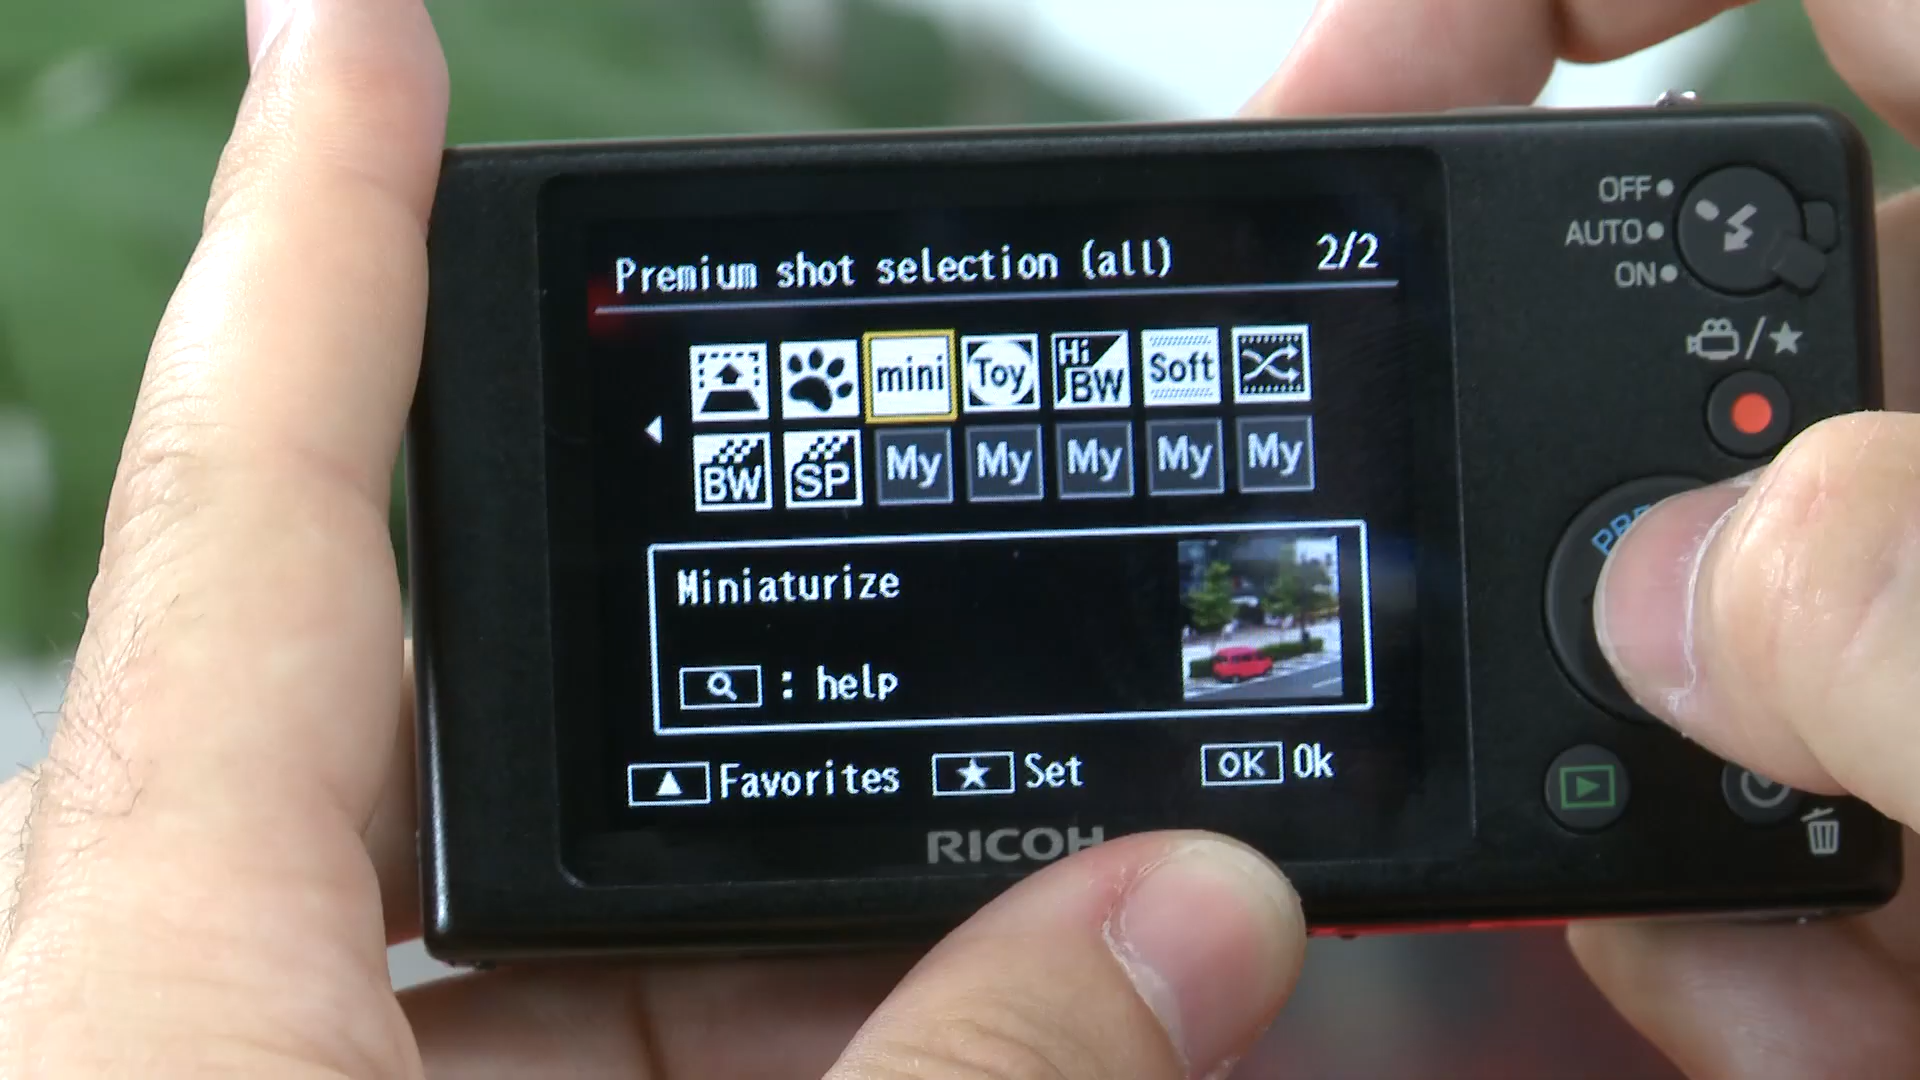 Premium shot selection (all) 2/2
mini Toy Hi BW Soft
BW SP My My My My My
Miniaturize
: help
Favorites Set OK Ok
RICOH
OFF
AUTO
ON
/